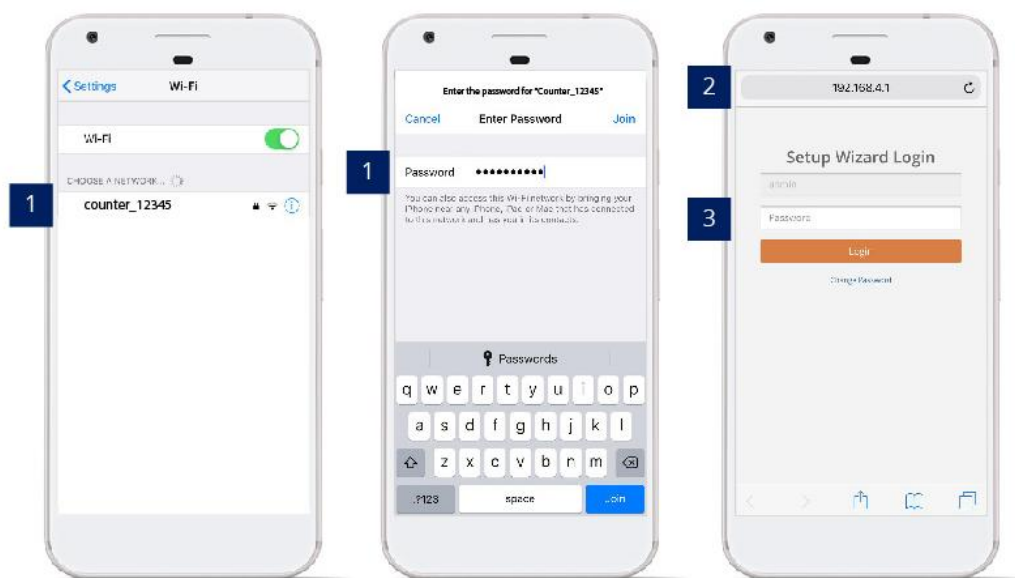 Settings
Wi-Fi
Wi-Fi
CHOOSE A NETWORK...
1
counter_12345
Enter the password for "Counter_12345"
Cancel Enter Password Join
1
Password ••••••••••
You can also access this Wi-Fi network by bringing your
iPhone near any iPhone, iPad or Mac that has connected
to this network and has you in its contacts.
Passwords
q w e r t y u i o p
a s d f g h j k l
z x c v b n m
.?123 space Join
2
192.168.4.1
Setup Wizard Login
admin
3
Password
Login
Change Password